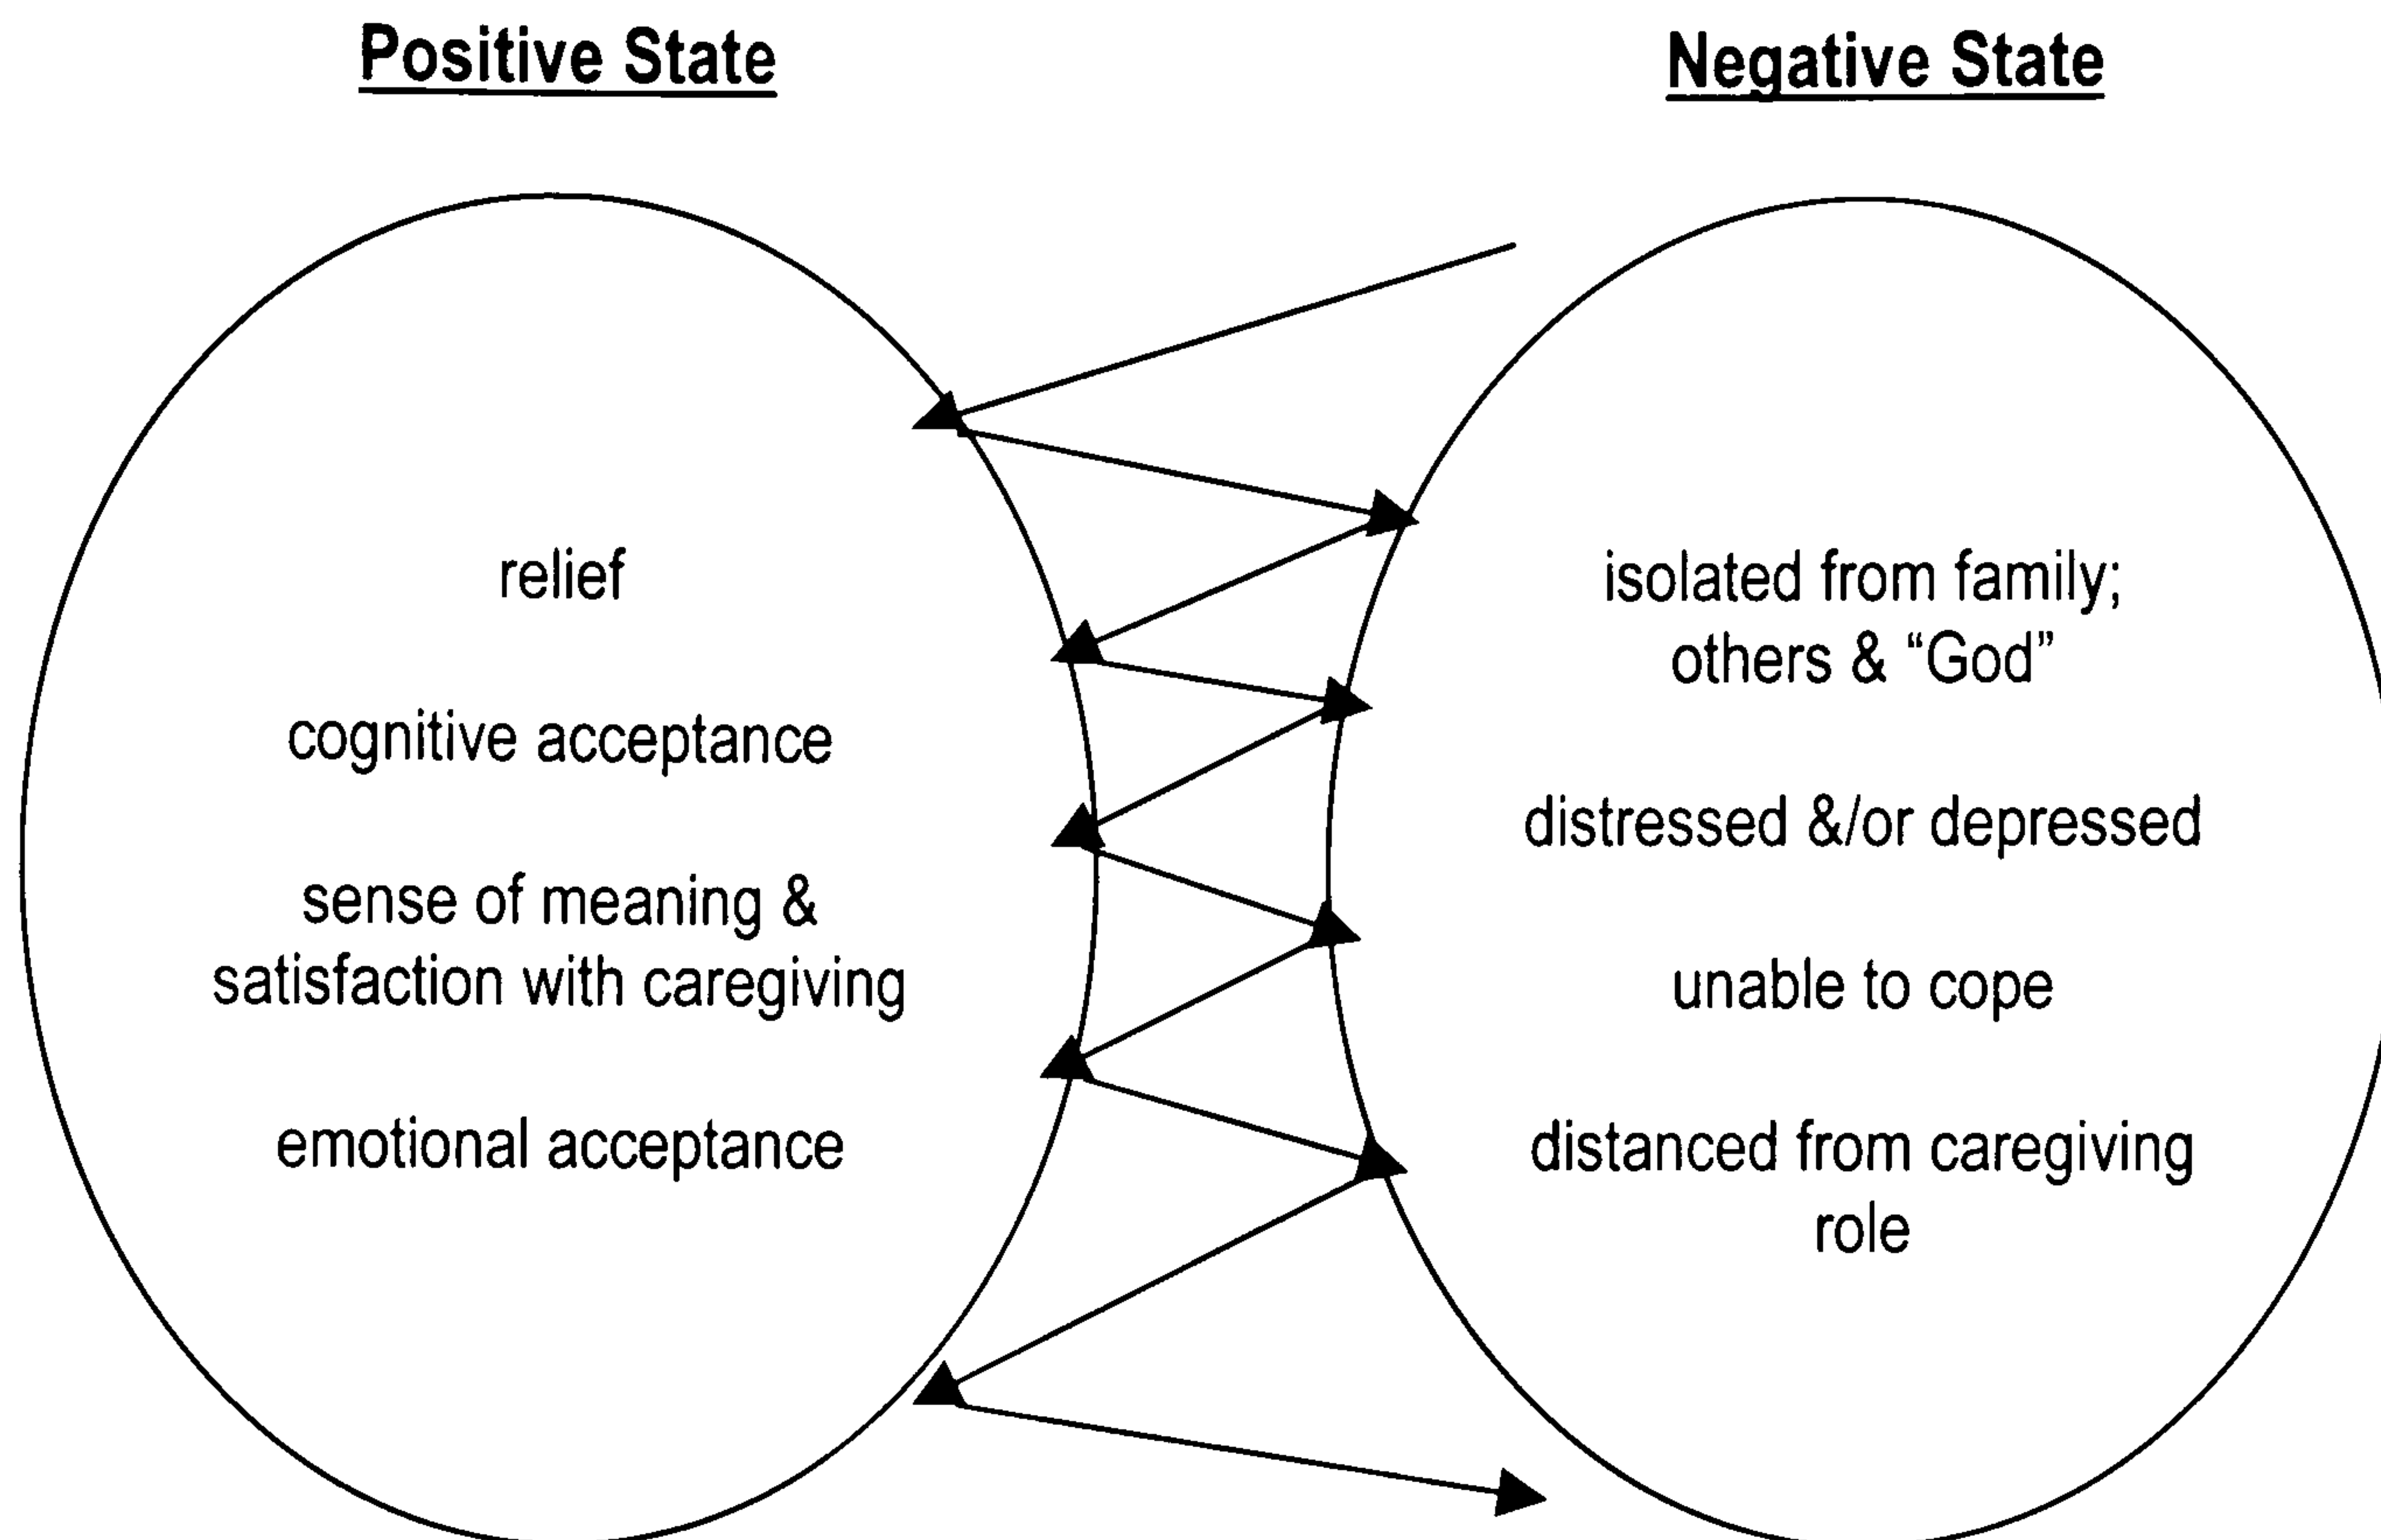 Positive State
Negative State
relief
cognitive acceptance
sense of meaning &
satisfaction with caregiving
emotional acceptance
isolated from family;
others & “God”
distressed &/or depressed
unable to cope
distanced from caregiving
role